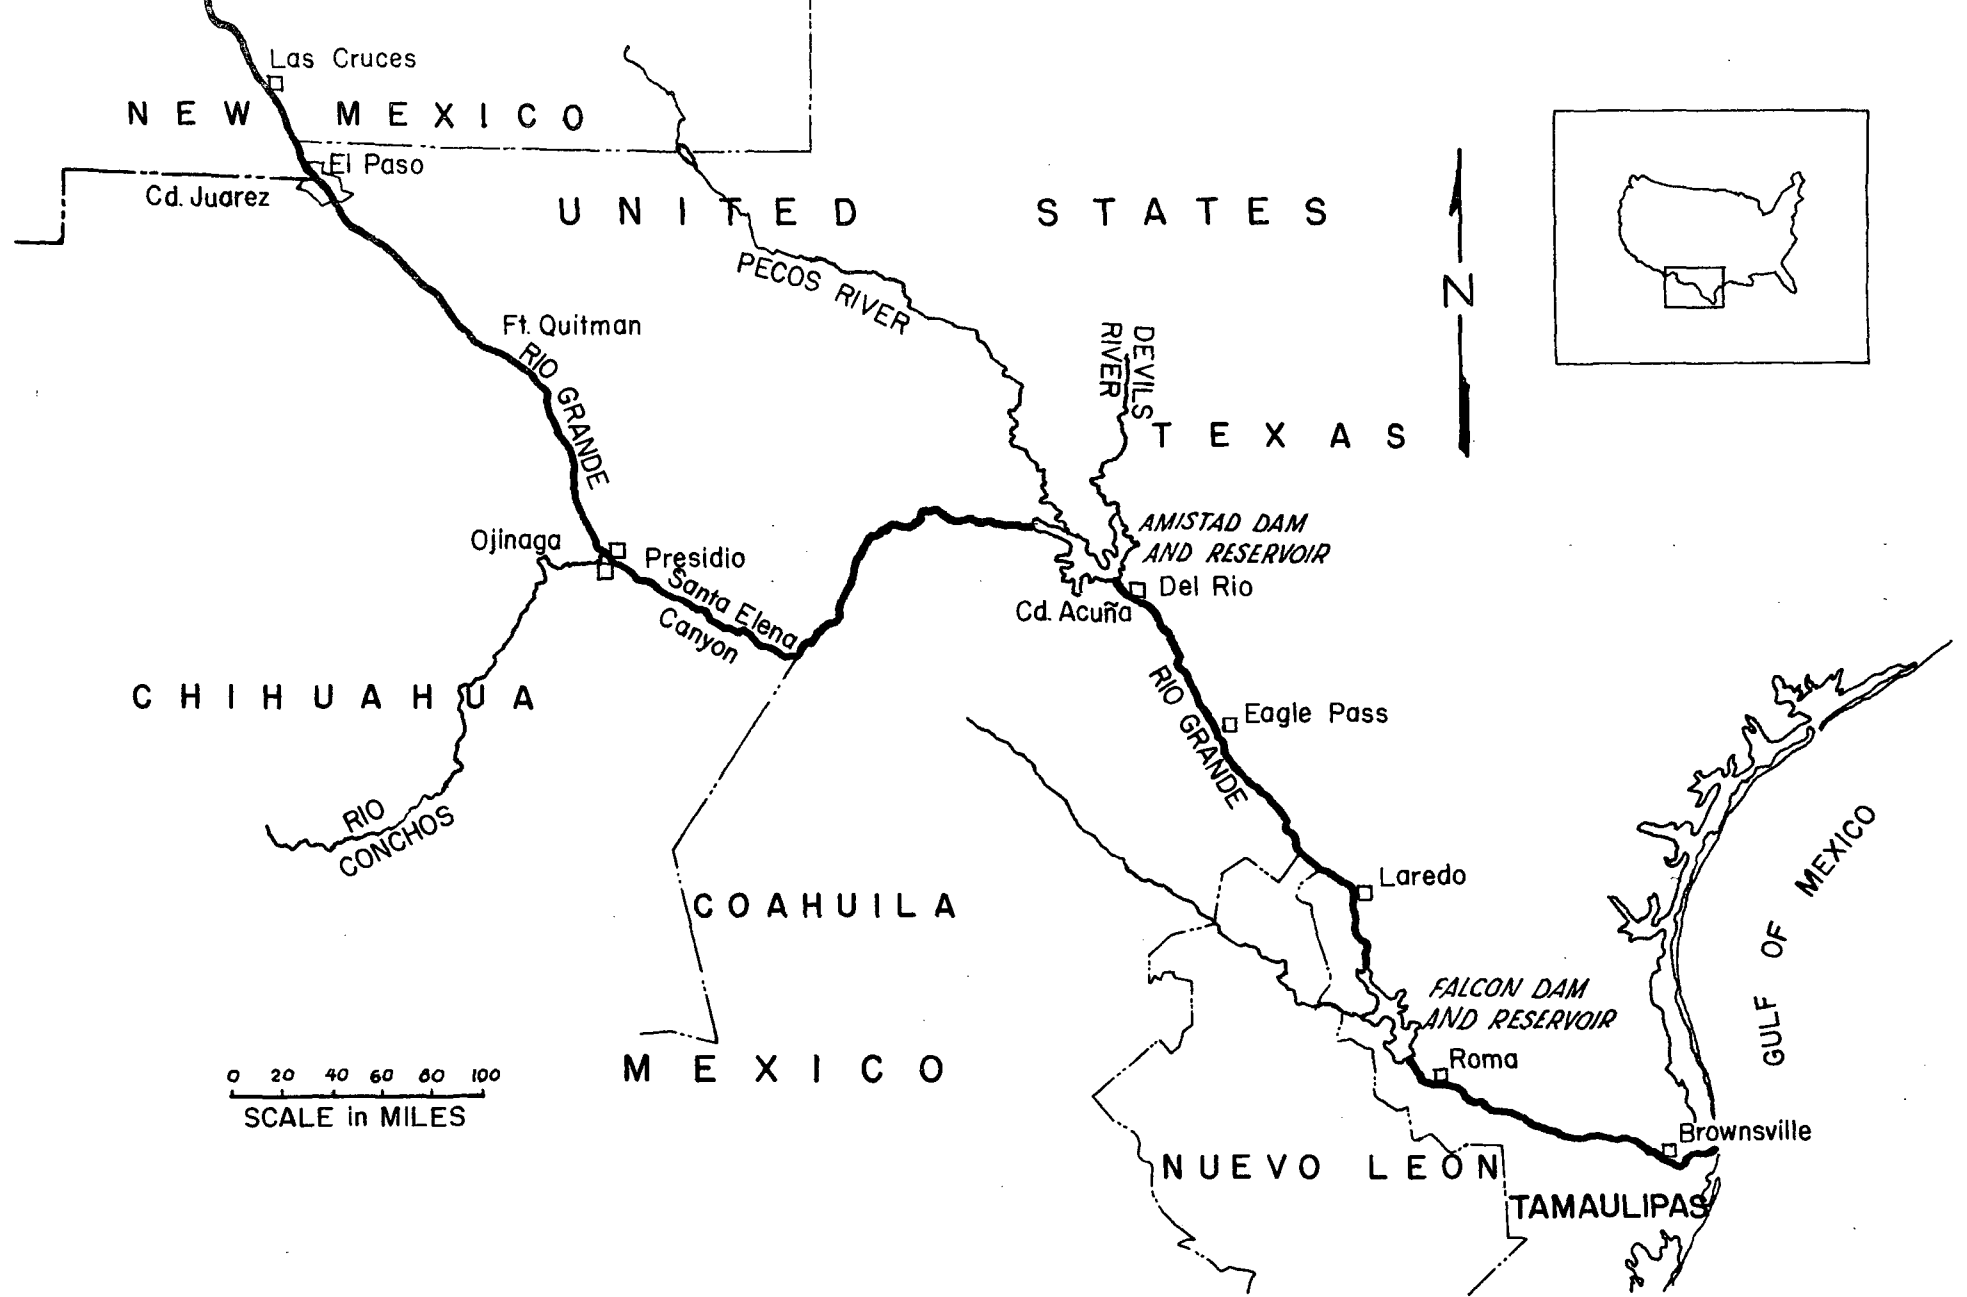 Las Cruces
NEW MEXICO
El Paso
Cd. Juarez
UNITED STATES
PECOS RIVER
N
Ft. Quitman
RIO GRANDE
DEVILS
RIVER
TEXAS
AMISTAD DAM
AND RESERVOIR
Ojinaga
Presidio
Santa Elena
Canyon
Del Rio
Cd. Acuña
CHIHUAHUA
RIO GRANDE
Eagle Pass
RIO
CONCHOS
GULF OF MEXICO
Laredo
COAHUILA
FALCON DAM
AND RESERVOIR
Roma
MEXICO
0 20 40 60 80 100
SCALE in MILES
Brownsville
NUEVO LEON
TAMAULIPAS